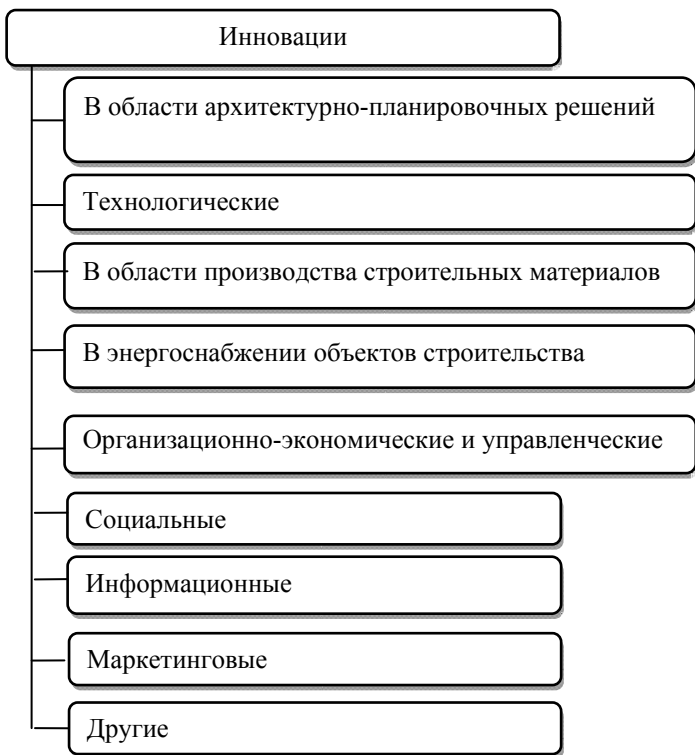 Инновации
В области архитектурно-планировочных решений
Технологические
В области производства строительных материалов
В энергоснабжении объектов строительства
Организационно-экономические и управленческие
Социальные
Информационные
Маркетинговые
Другие